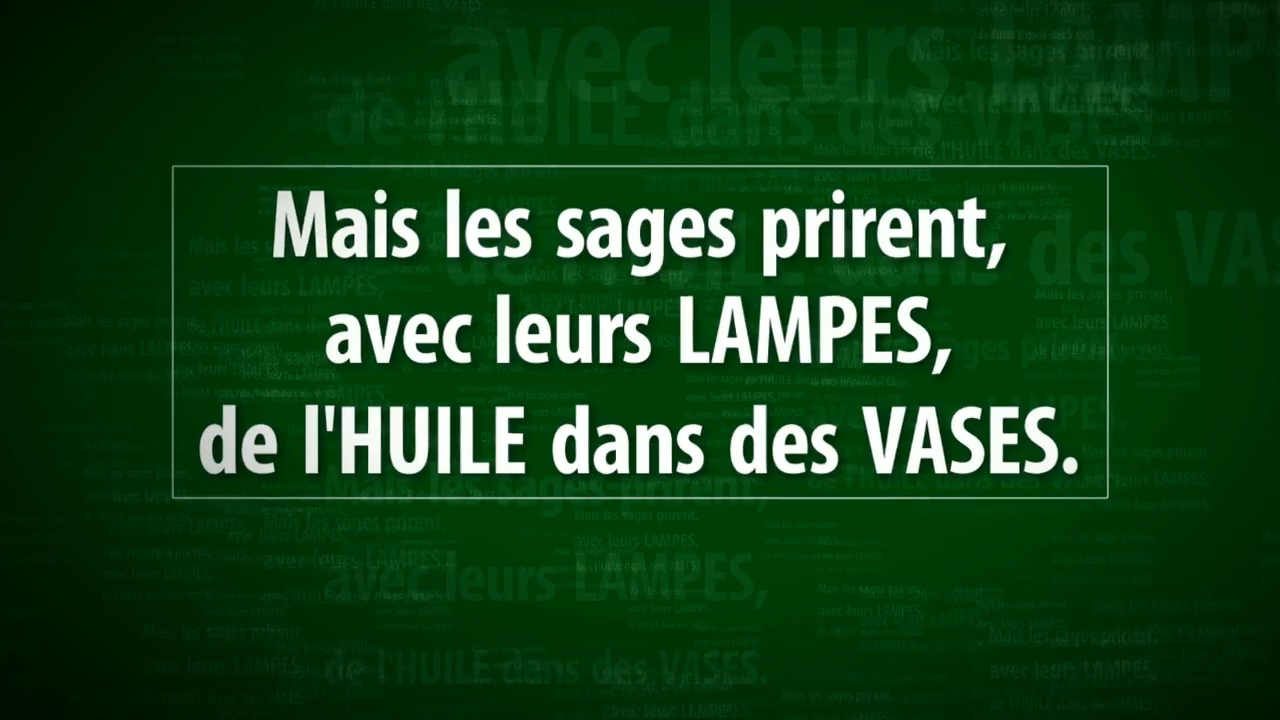 Mais les sages prirent,
avec leurs LAMPES,
de l'HUILE dans des VASES.